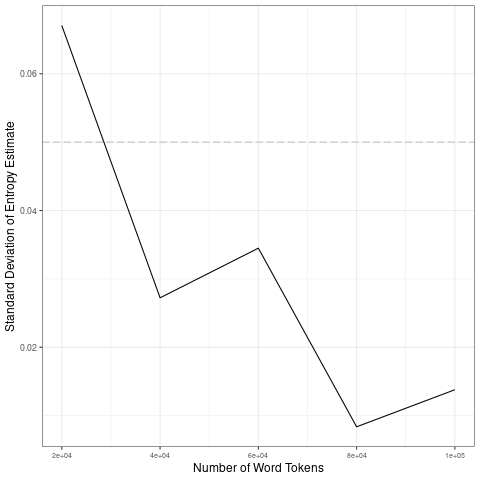 Standard Deviation of Entropy Estimate
0.06
0.04
0.02
2e+04 4e+04 6e+04 8e+04 1e+05
Number of Word Tokens